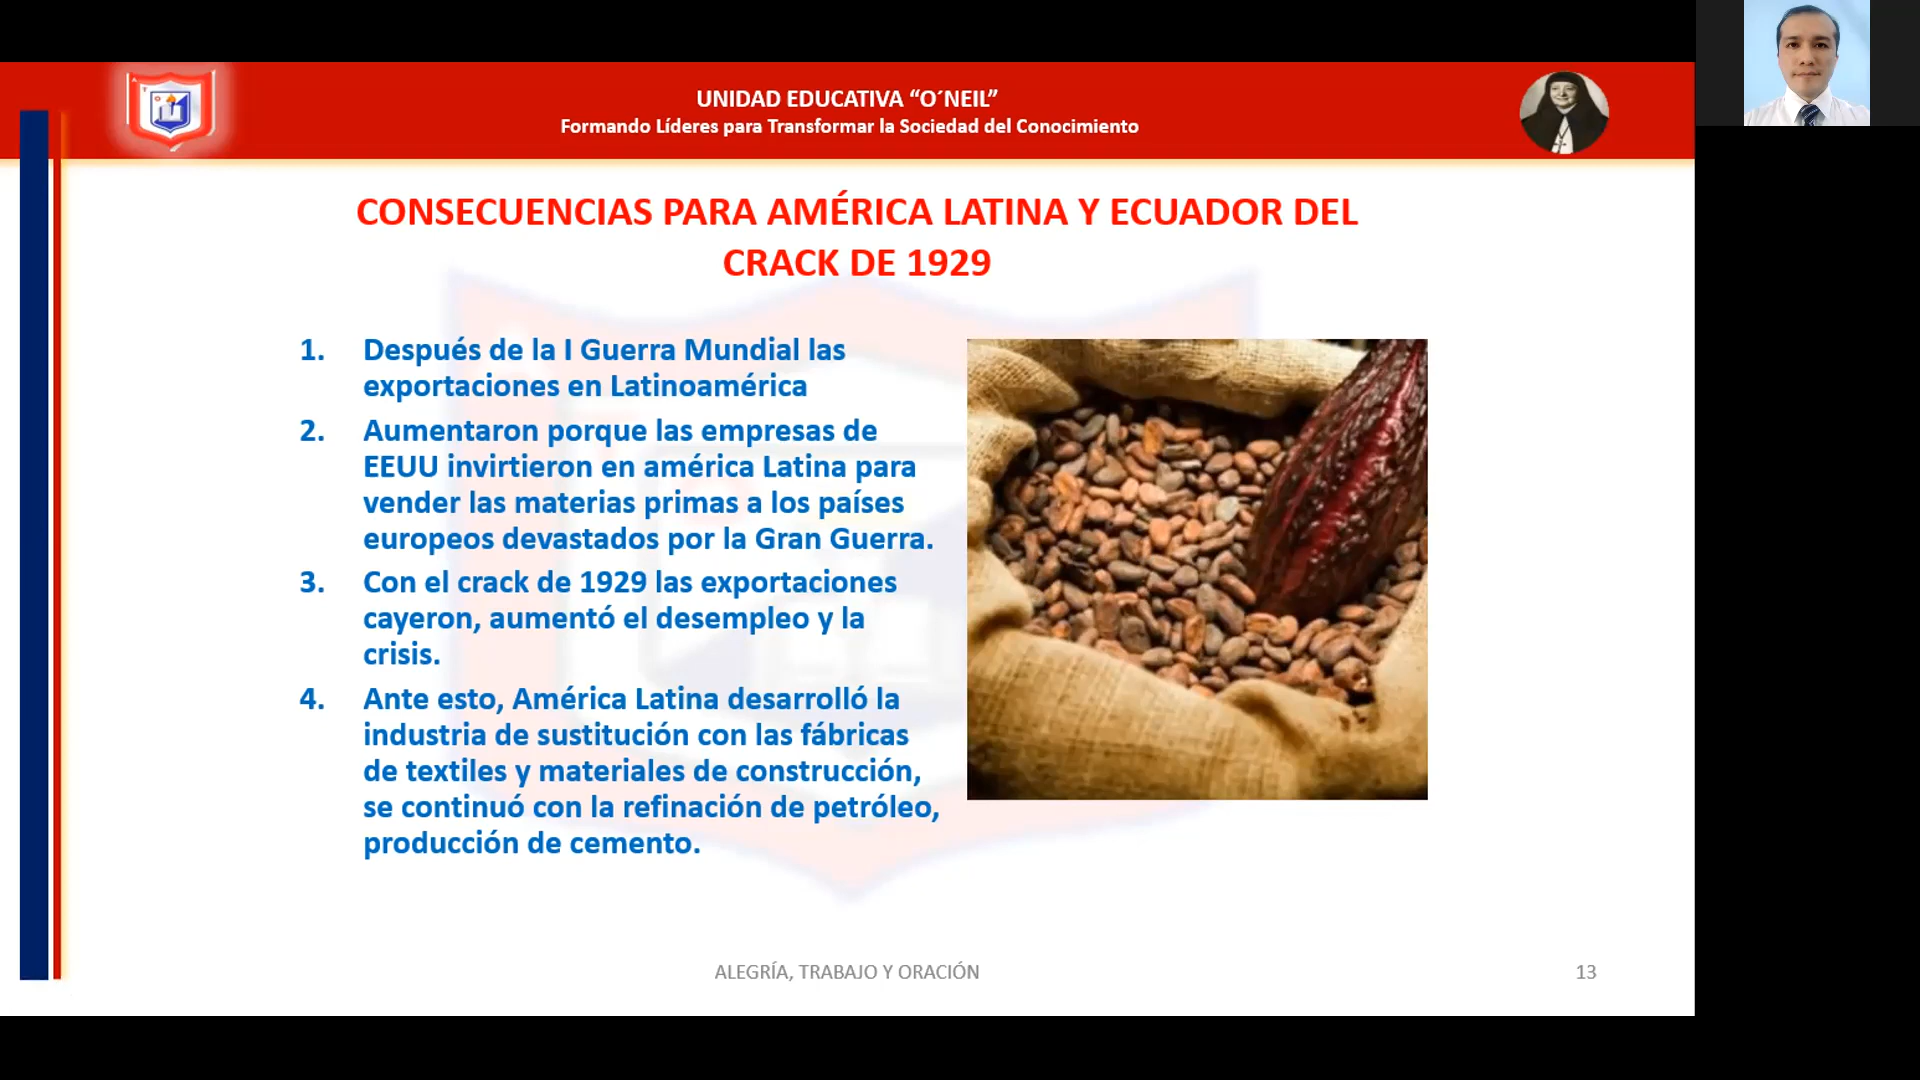 UNIDAD EDUCATIVA “O´NEIL”
Formando Líderes para Transformar la Sociedad del Conocimiento
CONSECUENCIAS PARA AMÉRICA LATINA Y ECUADOR DEL
CRACK DE 1929
1. Después de la I Guerra Mundial las
exportaciones en Latinoamérica
2. Aumentaron porque las empresas de
EEUU invirtieron en américa Latina para
vender las materias primas a los países
europeos devastados por la Gran Guerra.
3. Con el crack de 1929 las exportaciones
cayeron, aumentó el desempleo y la
crisis.
4. Ante esto, América Latina desarrolló la
industria de sustitución con las fábricas
de textiles y materiales de construcción,
se continuó con la refinación de petróleo,
producción de cemento.
ALEGRÍA, TRABAJO Y ORACIÓN
13